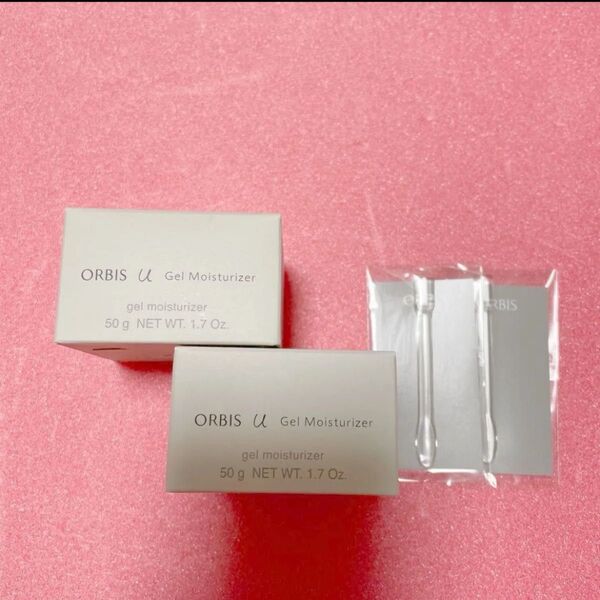 ORBIS u Gel Moisturizer
gel moisturizer
50 g NET WT. 1.7 Oz.
ORBIS u Gel Moisturizer
gel moisturizer
50 g NET WT. 1.7 Oz.
ORBIS